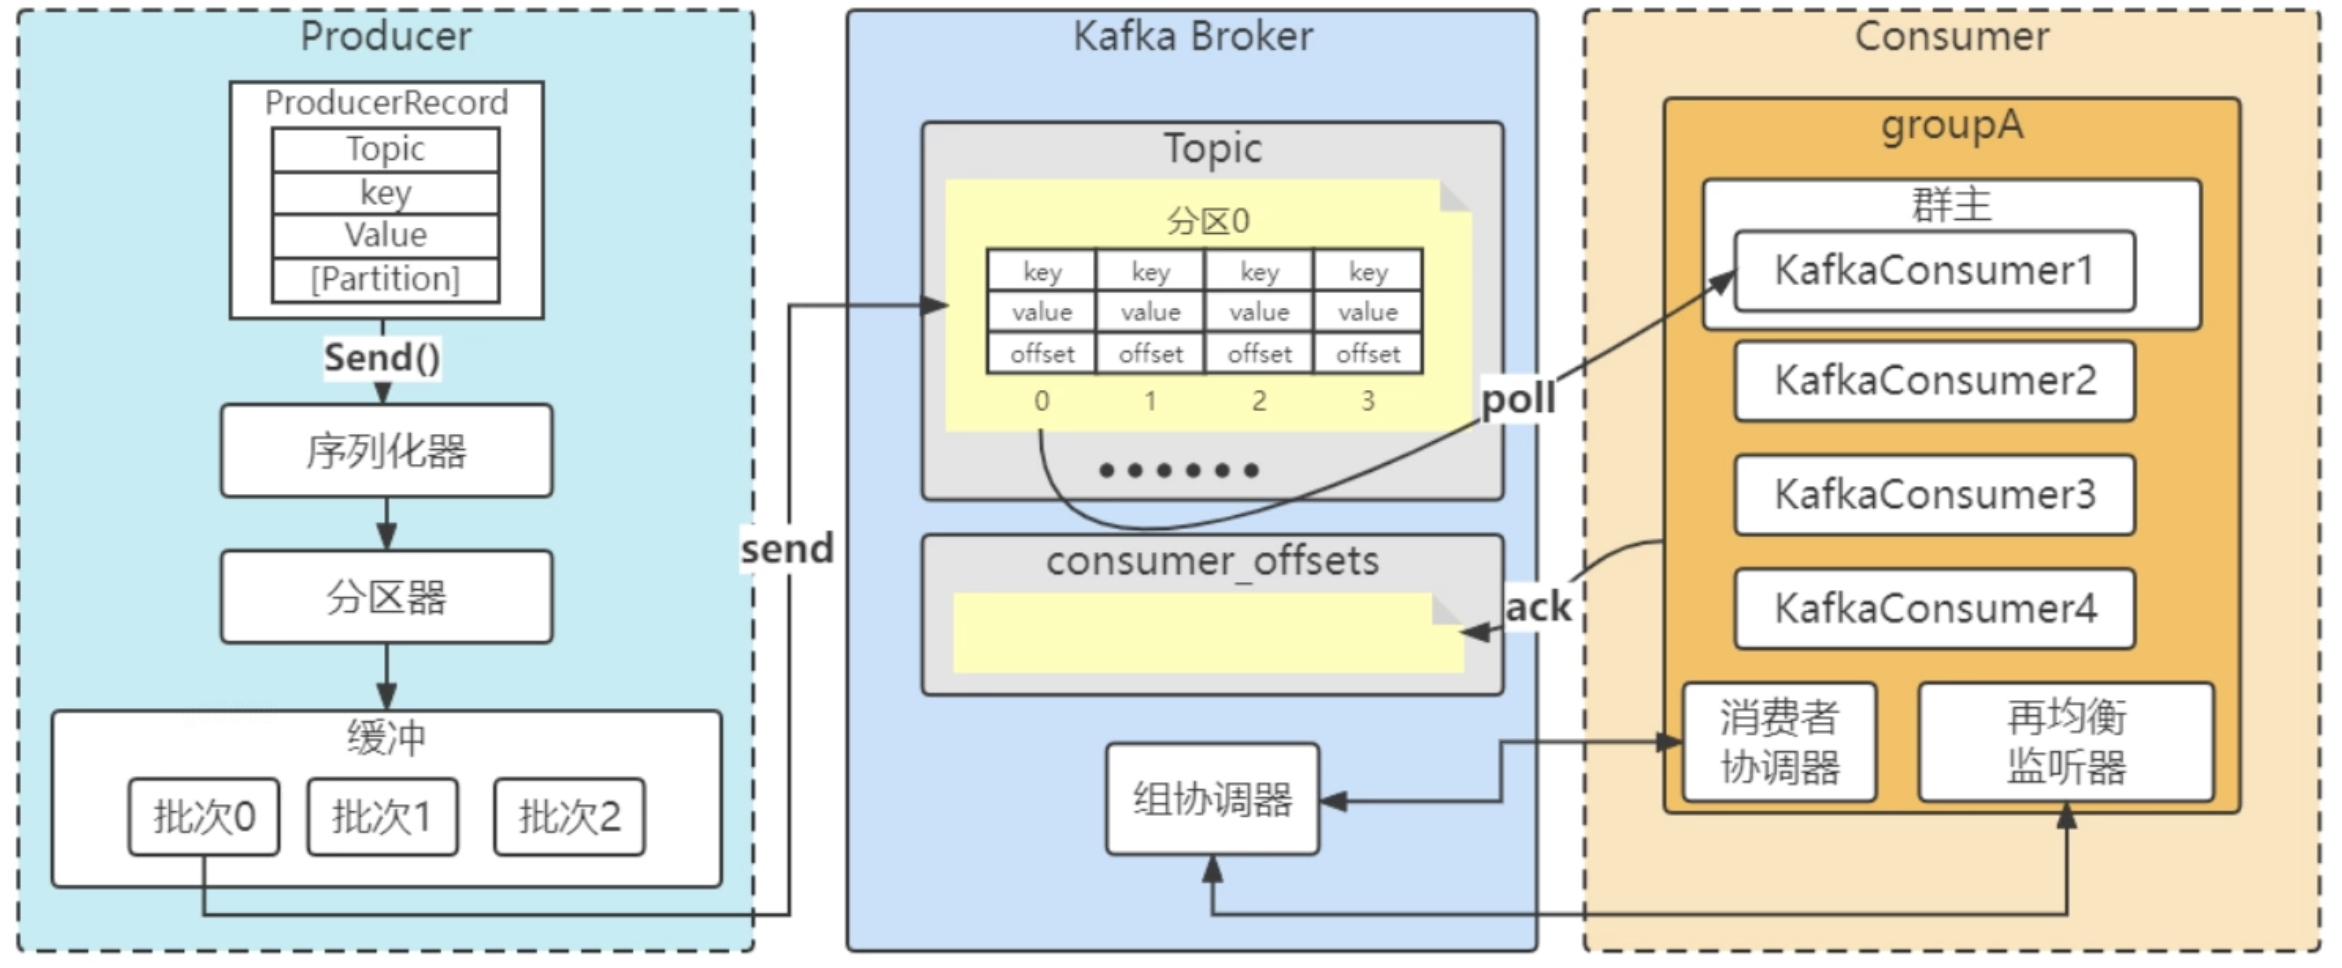 Producer
ProducerRecord
Topic
key
Value
[Partition]
Send()
序列化器
分区器
缓冲
批次0 批次1 批次2
send
Kafka Broker
Topic
分区0
key key key key
value value value value
offset offset offset offset
0 1 2 3
••••••
poll
consumer_offsets
ack
组协调器
Consumer
groupA
群主
KafkaConsumer1
KafkaConsumer2
KafkaConsumer3
KafkaConsumer4
消费者
协调器
再均衡
监听器